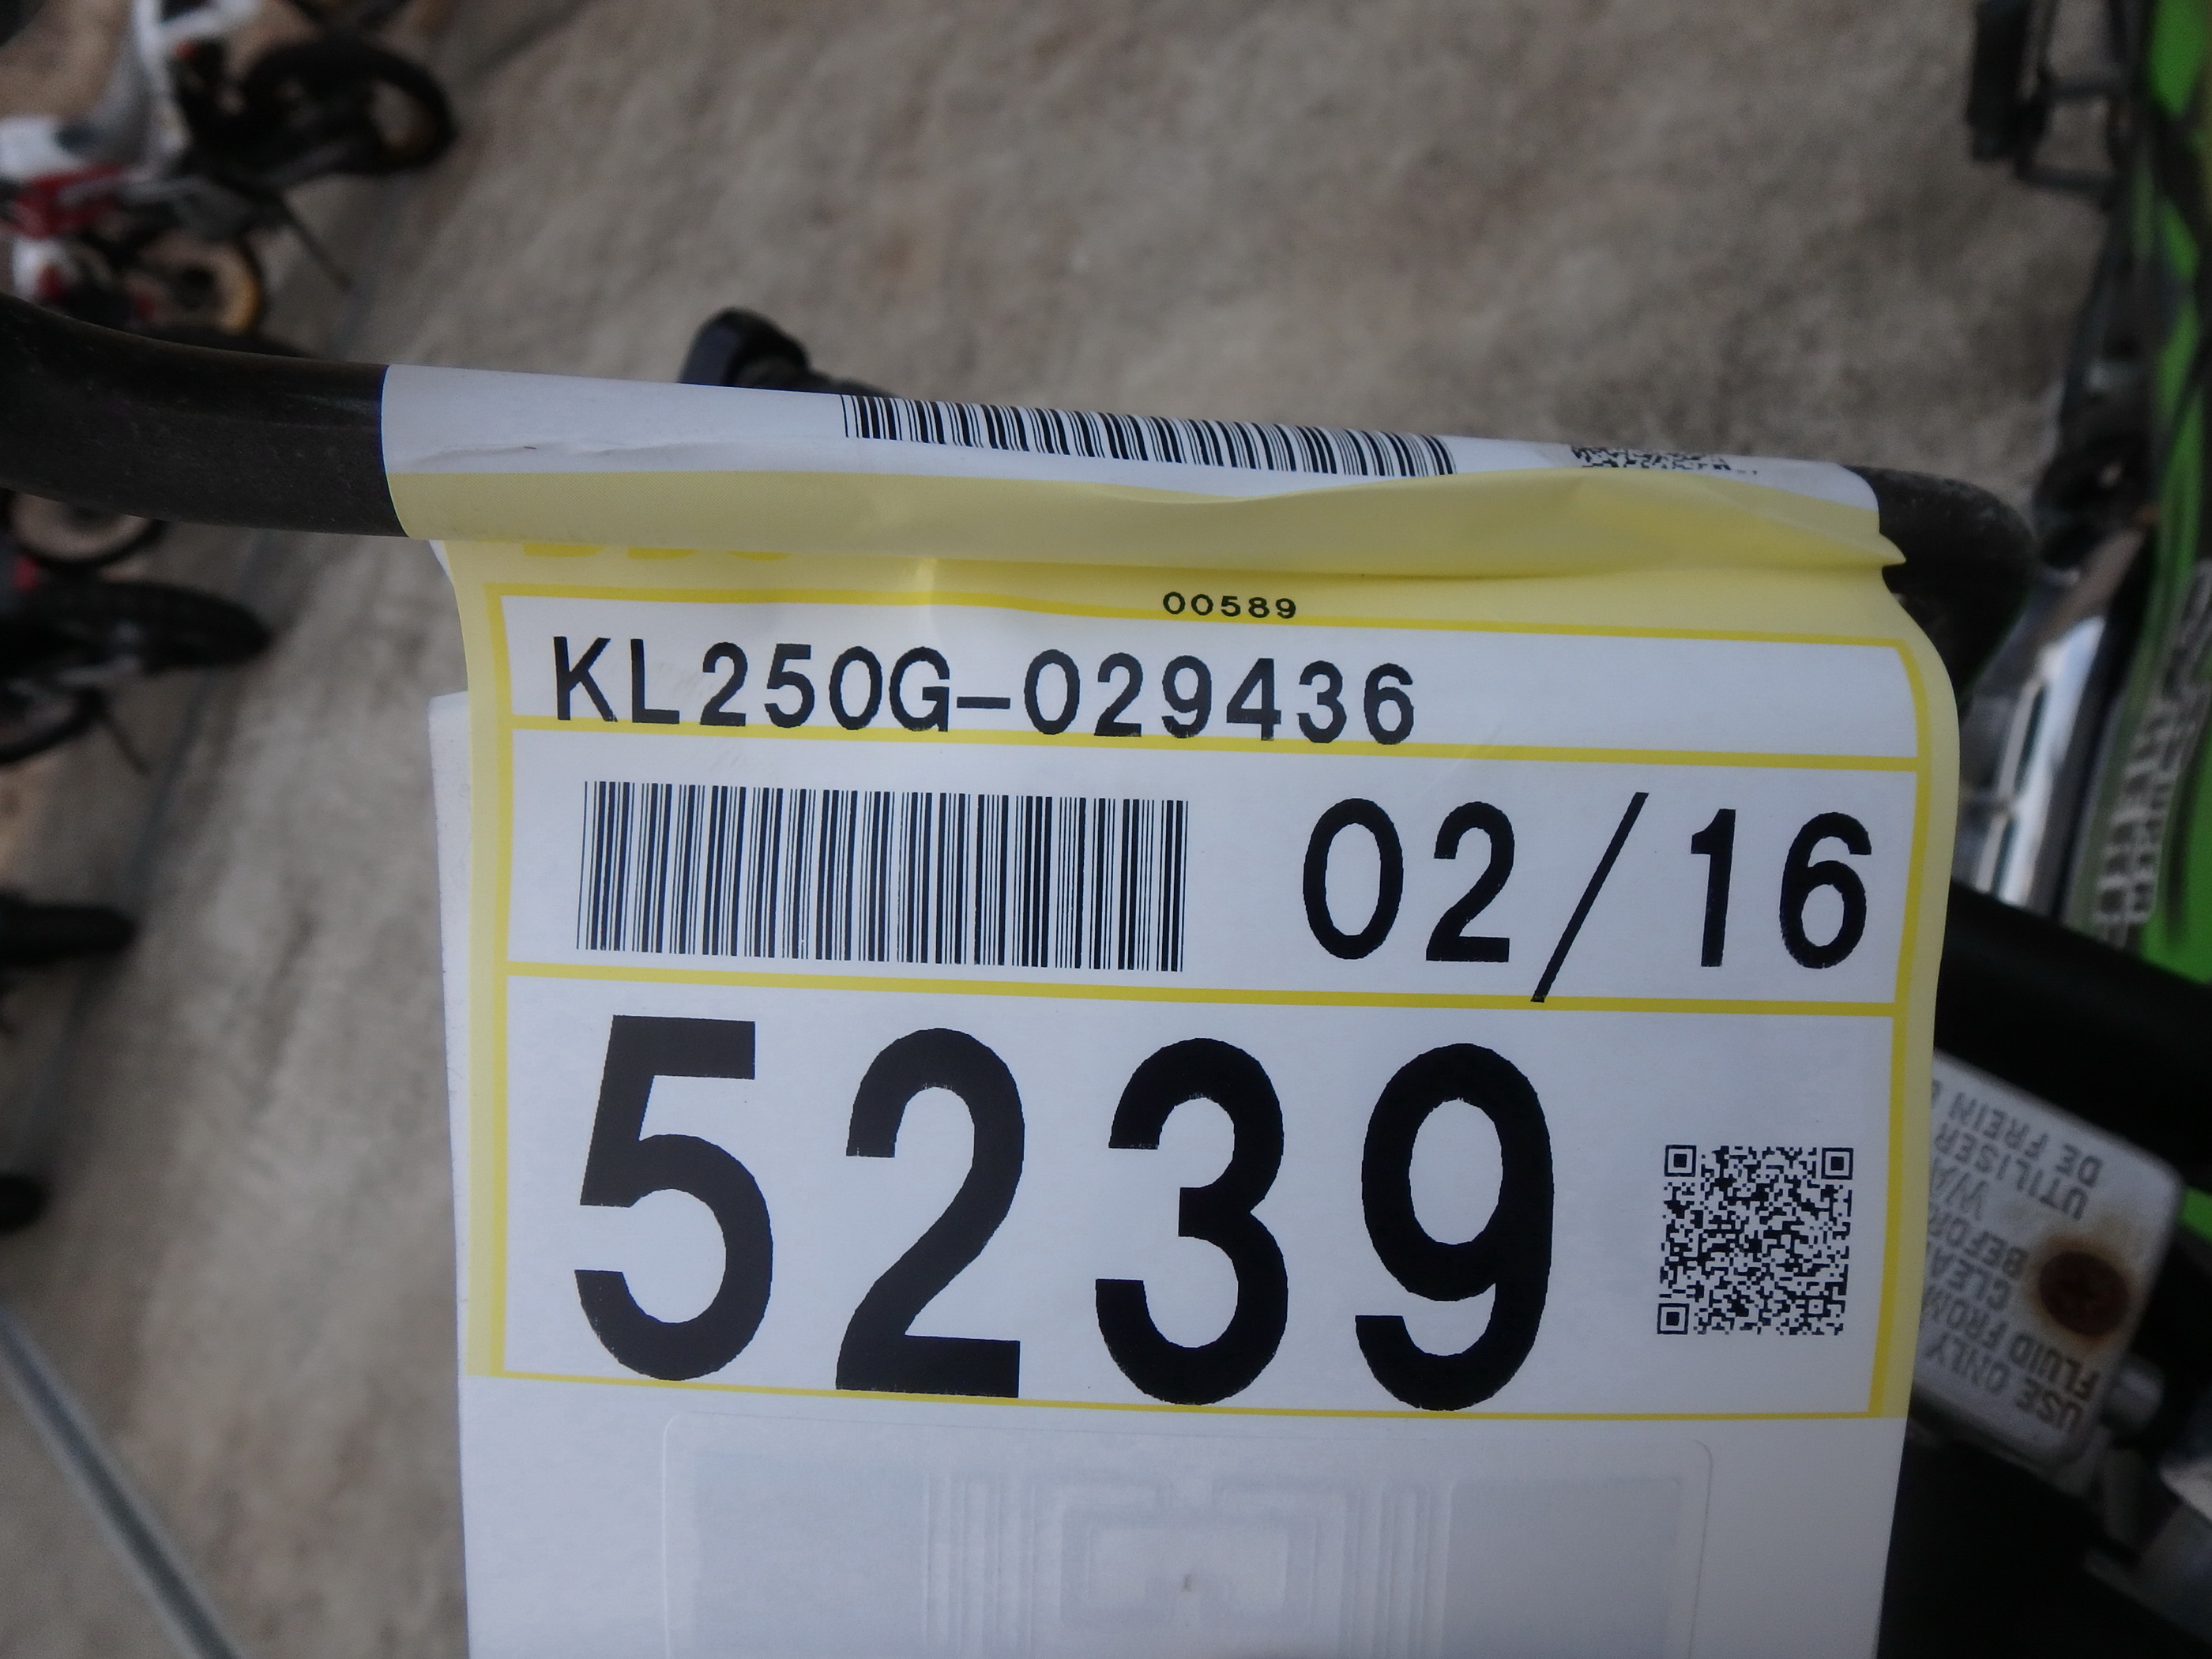 00589
KL250G-029436
02/16
5239
USE ONLY
FLUID FROM
CLEA
BEFOR
UTILISER
DE FREIN